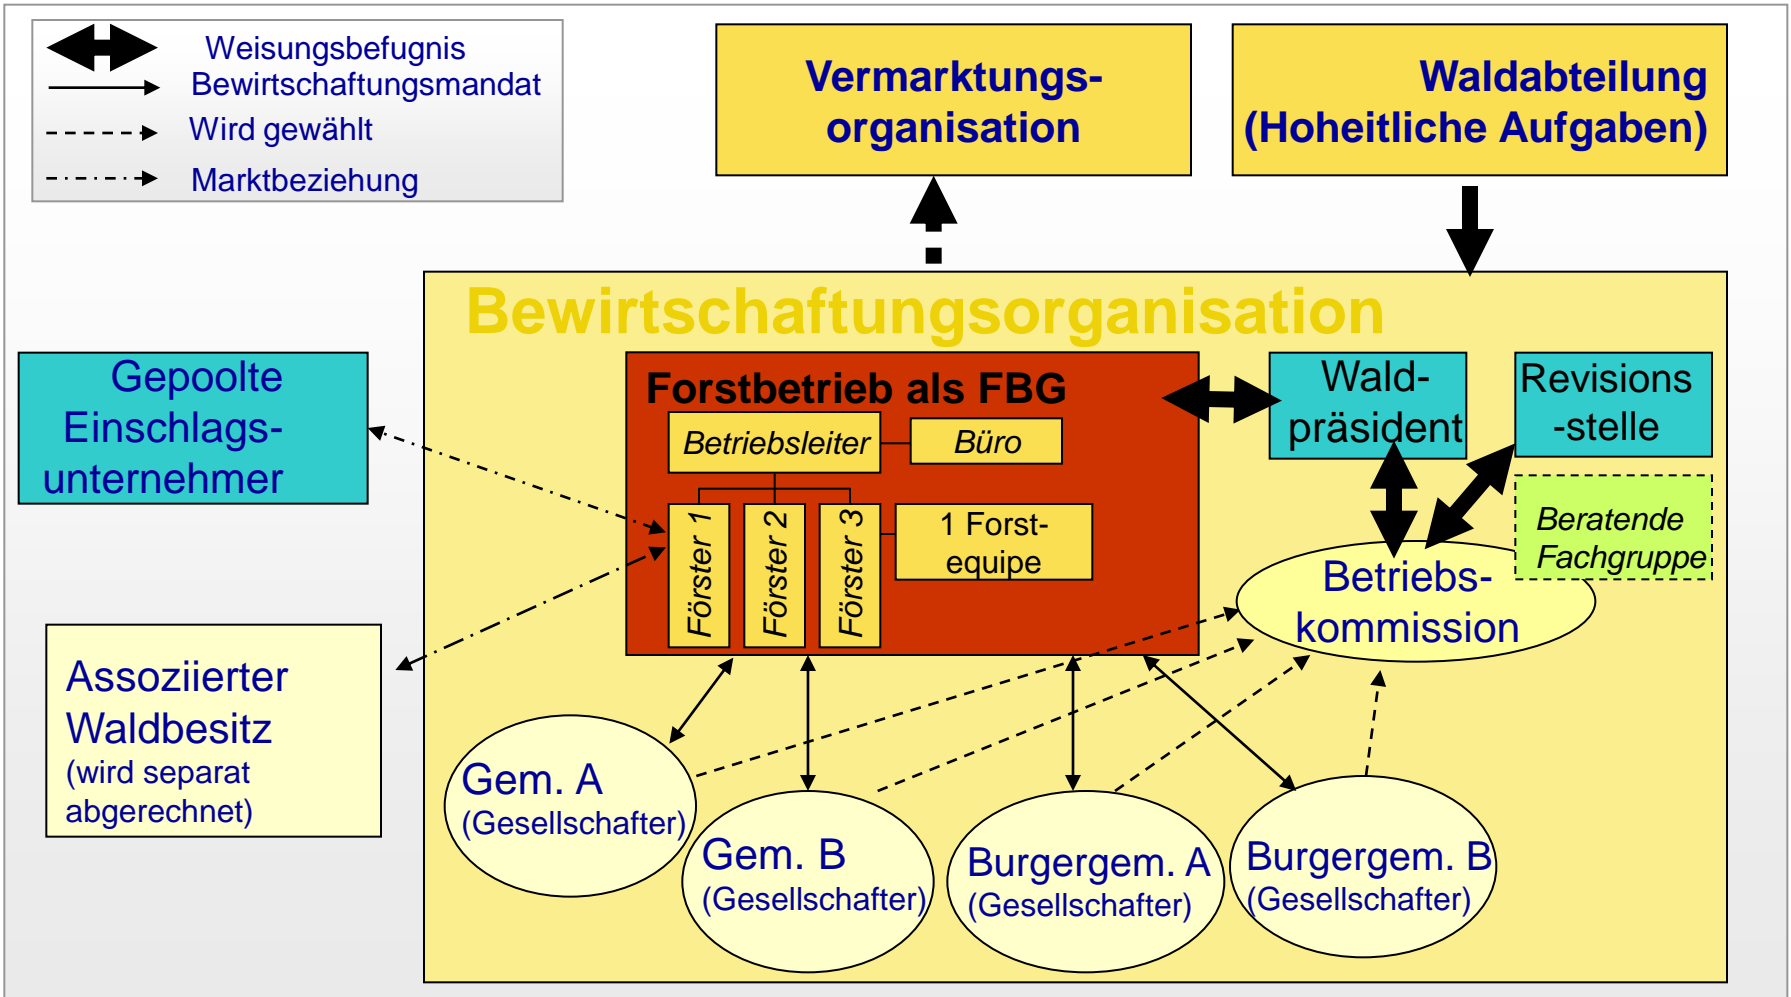 Weisungsbefugnis
Bewirtschaftungsmandat
Wird gewählt
Marktbeziehung
Vermarktungs-
organisation
Waldabteilung
(Hoheitliche Aufgaben)
Bewirtschaftungsorganisation
Gepoolte
Einschlags-
unternehmer
Forstbetrieb als FBG
Betriebsleiter
Büro
Förster 1
Förster 2
Förster 3
1 Forst-
equipe
Wald-
präsident
Revisions
-stelle
Beratende
Fachgruppe
Betriebs-
kommission
Assoziierter
Waldbesitz
(wird separat
abgerechnet)
Gem. A
(Gesellschafter)
Gem. B
(Gesellschafter)
Burgergem. A
(Gesellschafter)
Burgergem. B
(Gesellschafter)